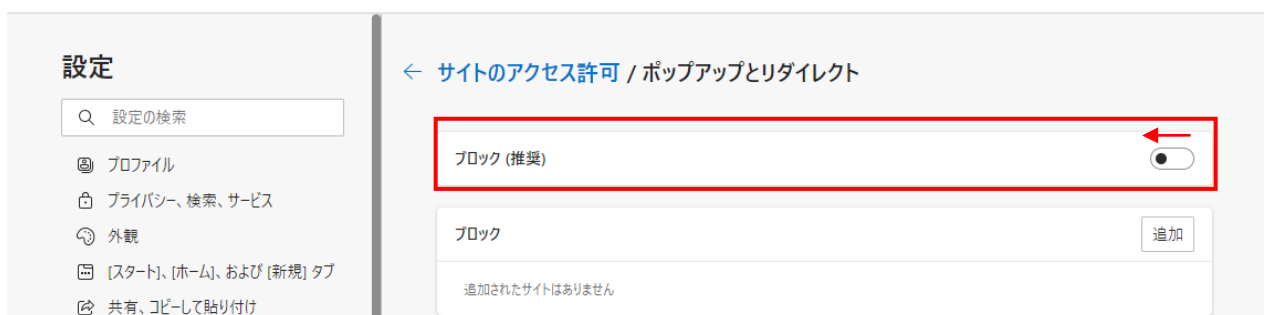 設定
設定の検索
プロファイル
プライバシー、検索、サービス
外観
[スタート]、[ホーム]、および [新規] タブ
共有、コピーして貼り付け
← サイトのアクセス許可 / ポップアップとリダイレクト
ブロック (推奨)
ブロック
追加
追加されたサイトはありません